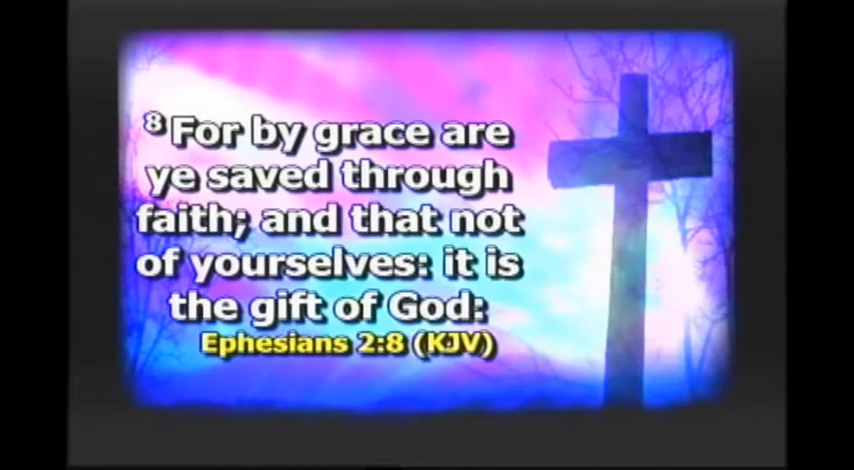 8 For by grace are
ye saved through
faith; and that not
of yourselves: it is
the gift of God:
Ephesians 2:8 (KJV)